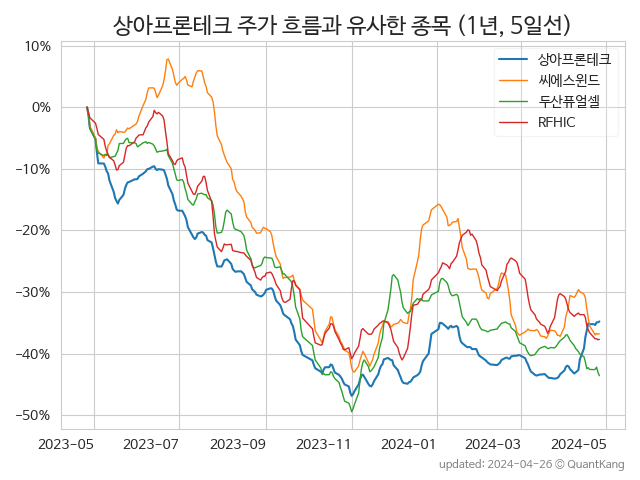 상아프론테크 주가 흐름과 유사한 종목 (1년, 5일선)
10%
0%
−10%
−20%
−30%
−40%
−50%
상아프론테크
씨에스윈드
두산퓨얼셀
RFHIC
2023-05 2023-07 2023-09 2023-11 2024-01 2024-03 2024-05
updated: 2024-04-26 © QuantKang